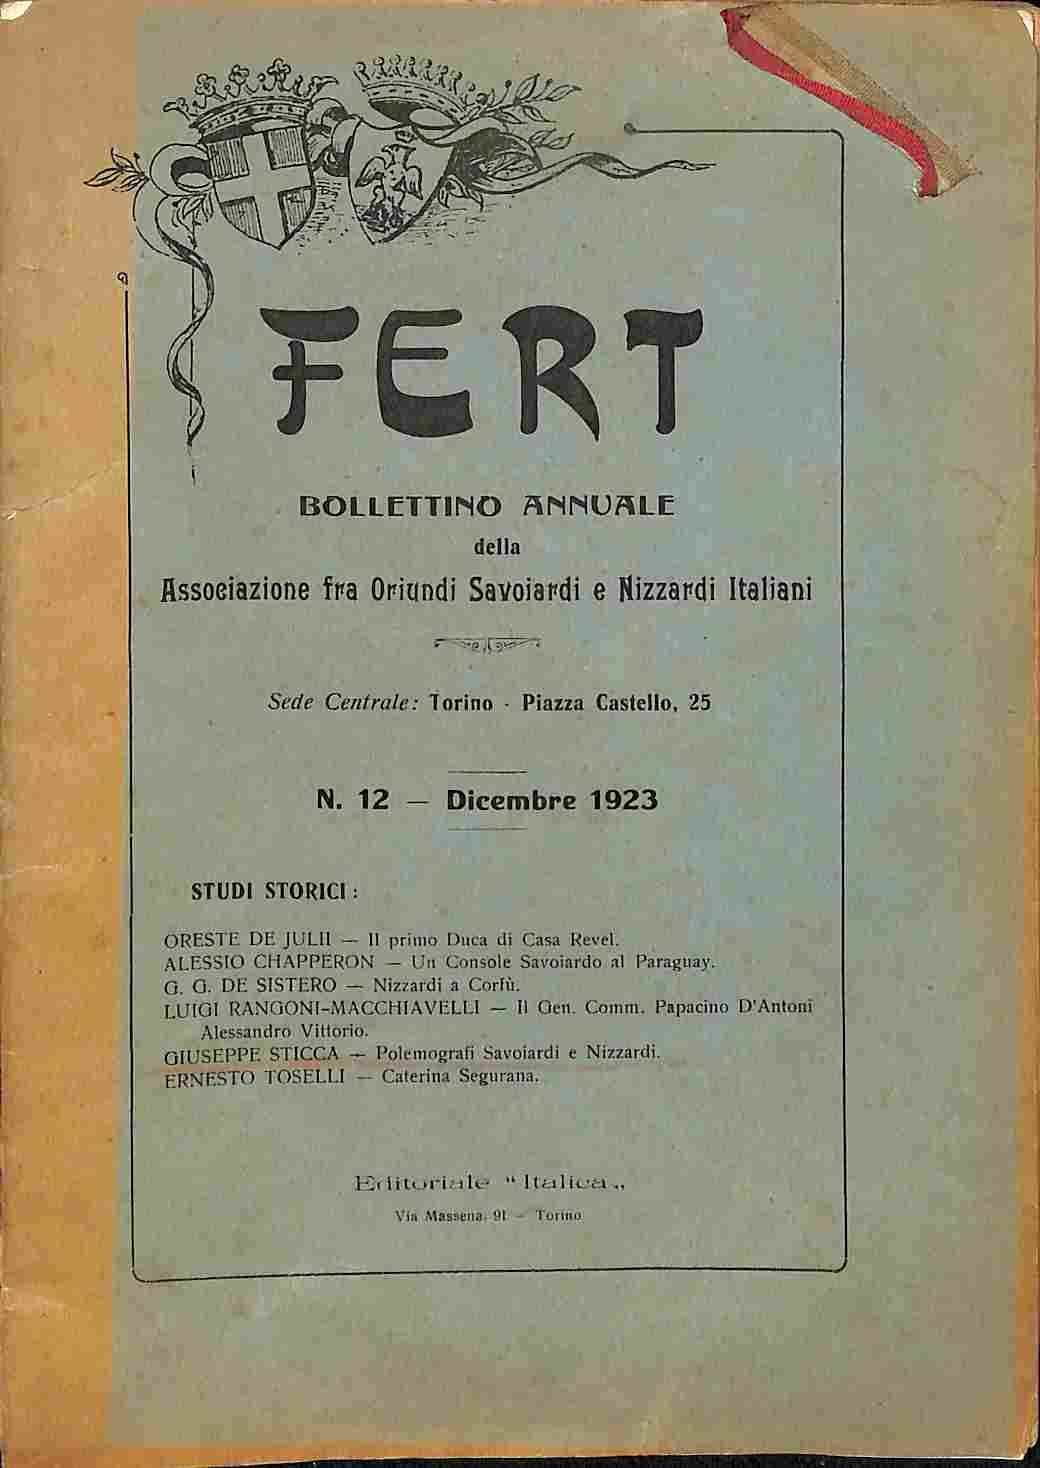 FERT
BOLLETTINO ANNUALE
della
Associazione fra Oriundi Savoiardi e Nizzardi Italiani
Sede Centrale: Torino - Piazza Castello, 25
N. 12 — Dicembre 1923
STUDI STORICI:
ORESTE DE JULII — Il primo Duca di Casa Revel.
ALESSIO CHAPPERON — Un Console Savoiardo al Paraguay.
G. G. DE SISTERO — Nizzardi a Corfù.
LUIGI RANGONI-MACCHIAVELLI — Il Gen. Comm. Papacino D'Antoni
Alessandro Vittorio.
GIUSEPPE STICCA — Polemografi Savoiardi e Nizzardi.
ERNESTO TOSELLI — Caterina Segurana.
Editoriale “Italica„
Via Massena, 91 - Torino